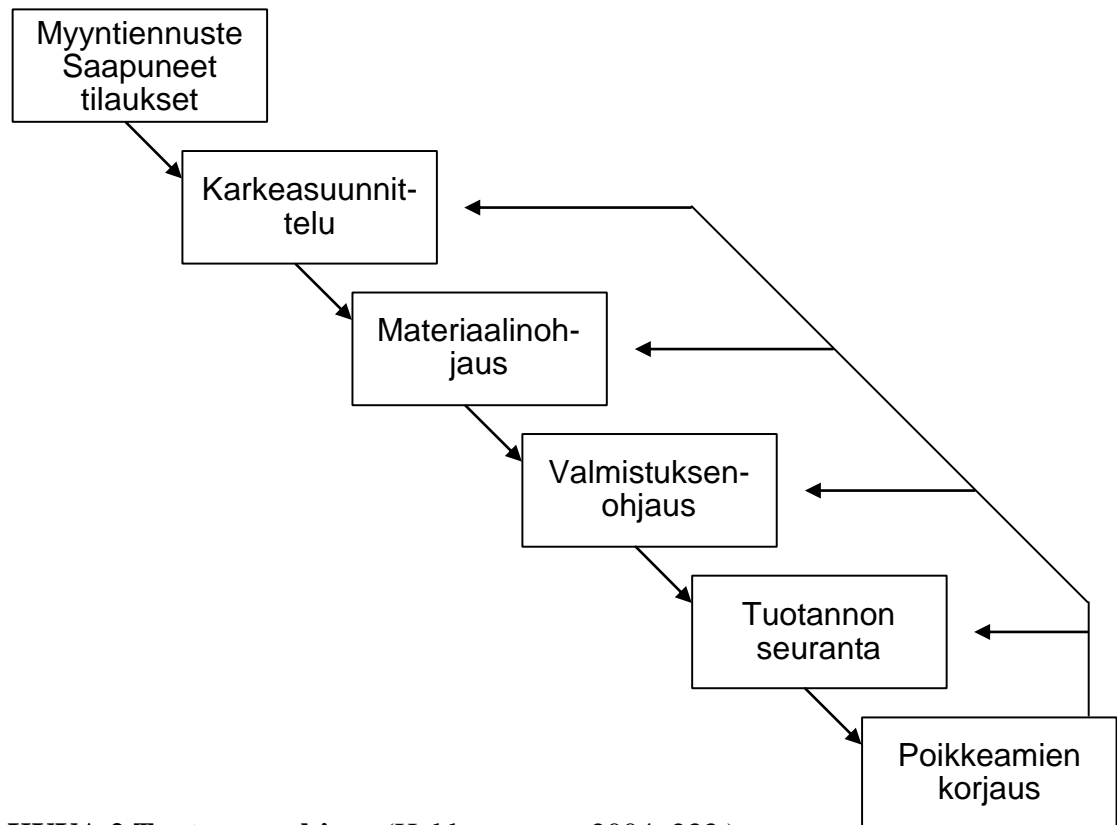 Myyntiennuste
Saapuneet
tilaukset
Karkeasuunnit-
telu
Materiaalinoh-
jaus
Valmistuksen-
ohjaus
Tuotannon
seuranta
Poikkeamien
korjaus